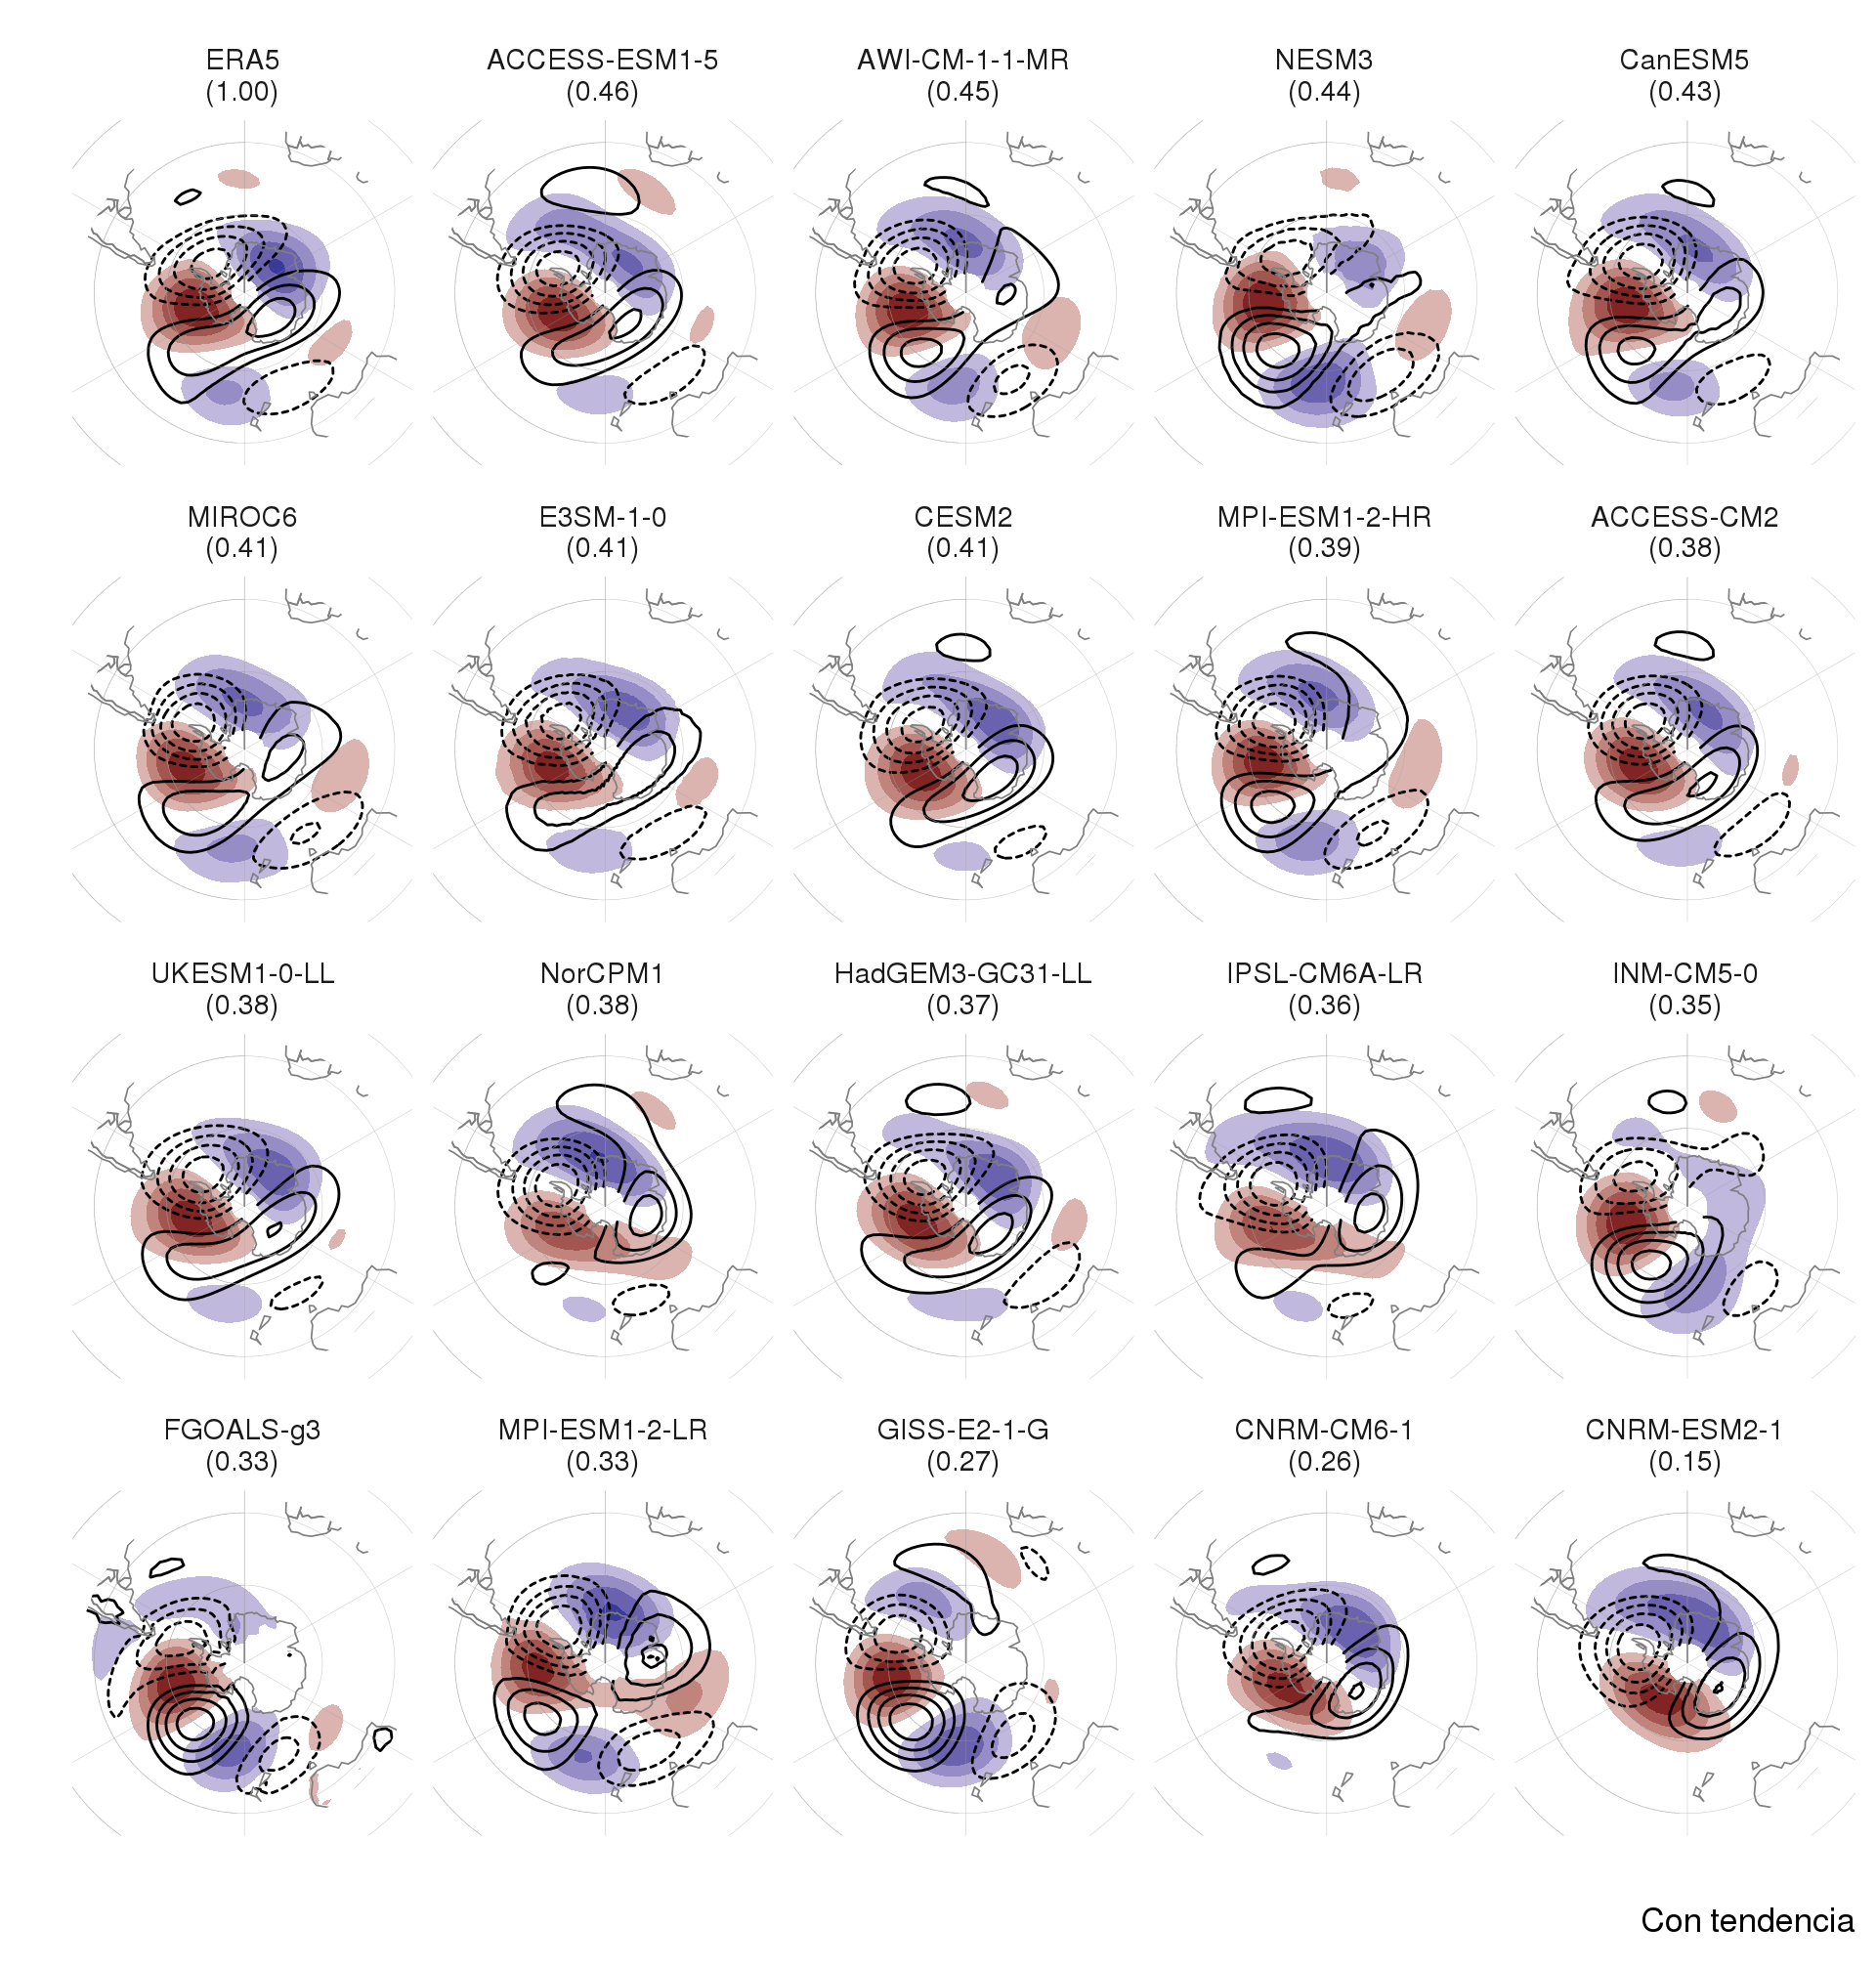 ERA5
(1.00)
ACCESS-ESM1-5
(0.46)
AWI-CM-1-1-MR
(0.45)
NESM3
(0.44)
CanESM5
(0.43)
MIROC6
(0.41)
E3SM-1-0
(0.41)
CESM2
(0.41)
MPI-ESM1-2-HR
(0.39)
ACCESS-CM2
(0.38)
UKESM1-0-LL
(0.38)
NorCPM1
(0.38)
HadGEM3-GC31-LL
(0.37)
IPSL-CM6A-LR
(0.36)
INM-CM5-0
(0.35)
FGOALS-g3
(0.33)
MPI-ESM1-2-LR
(0.33)
GISS-E2-1-G
(0.27)
CNRM-CM6-1
(0.26)
CNRM-ESM2-1
(0.15)
Con tendencia